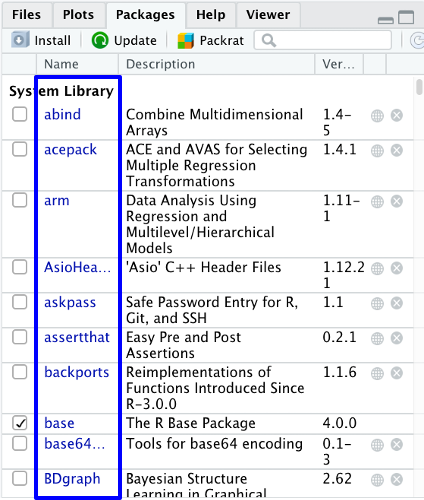 Files Plots Packages Help Viewer
Install Update Packrat
Name Description Ver...
System Library
abind Combine Multidimensional 1.4-
Arrays 5
acepack ACE and AVAS for Selecting 1.4.1
Multiple Regression
Transformations
arm Data Analysis Using 1.11-
Regression and 1
Multilevel/Hierarchical
Models
AsioHea... 'Asio' C++ Header Files 1.12.2
1
askpass Safe Password Entry for R, 1.1
Git, and SSH
assertthat Easy Pre and Post 0.2.1
Assertions
backports Reimplementations of 1.1.6
Functions Introduced Since
R-3.0.0
base The R Base Package 4.0.0
base64... Tools for base64 encoding 0.1-
3
BDgraph Bayesian Structure 2.62
Learning in Graphical